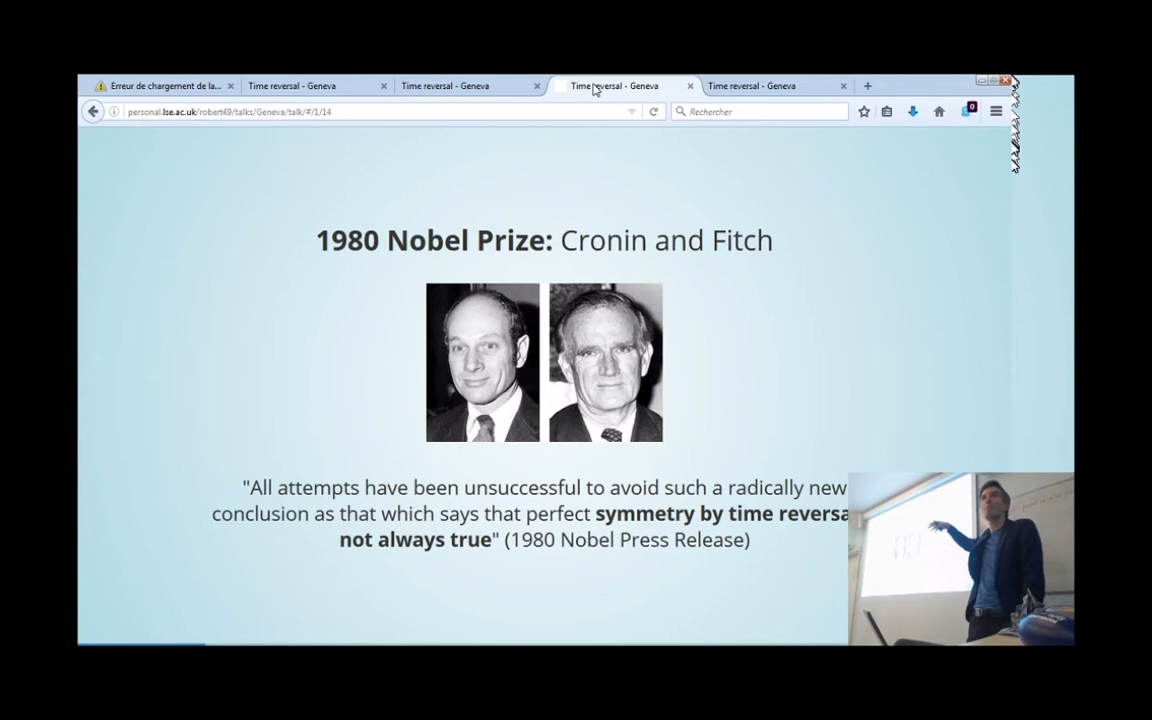 Erreur de chargement de la...
Time reversal - Geneva
Time reversal - Geneva
Time reversal - Geneva
Time reversal - Geneva
personal.lse.ac.uk/robert49/talks/Geneva/talk/#/1/14
Rechercher
0
1980 Nobel Prize: Cronin and Fitch
"All attempts have been unsuccessful to avoid such a radically new
conclusion as that which says that perfect symmetry by time reversa
not always true" (1980 Nobel Press Release)